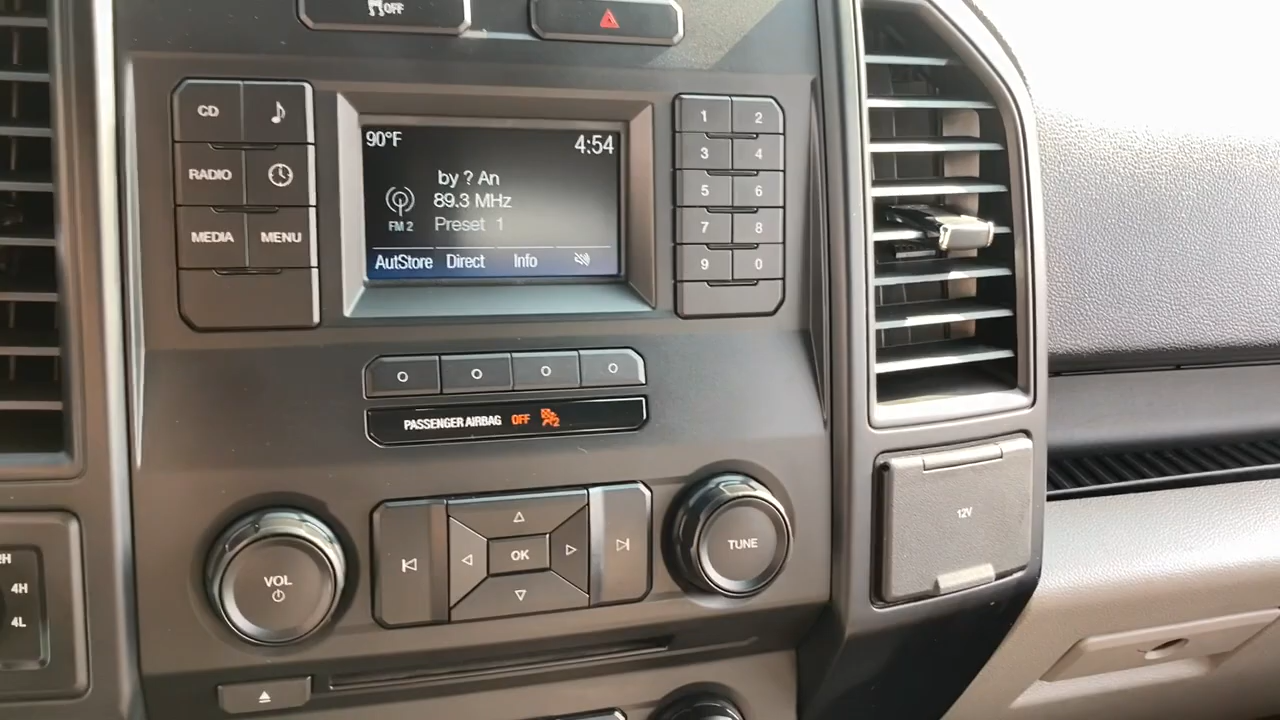 OFF
CD
RADIO
MEDIA MENU
90°F 4:54
by ? An
89.3 MHz
FM 2 Preset 1
AutoStore Direct Info
1 2
3 4
5 6
7 8
9 0
PASSENGER AIRBAG OFF 2
4H
4L
VOL
OK
TUNE
12V